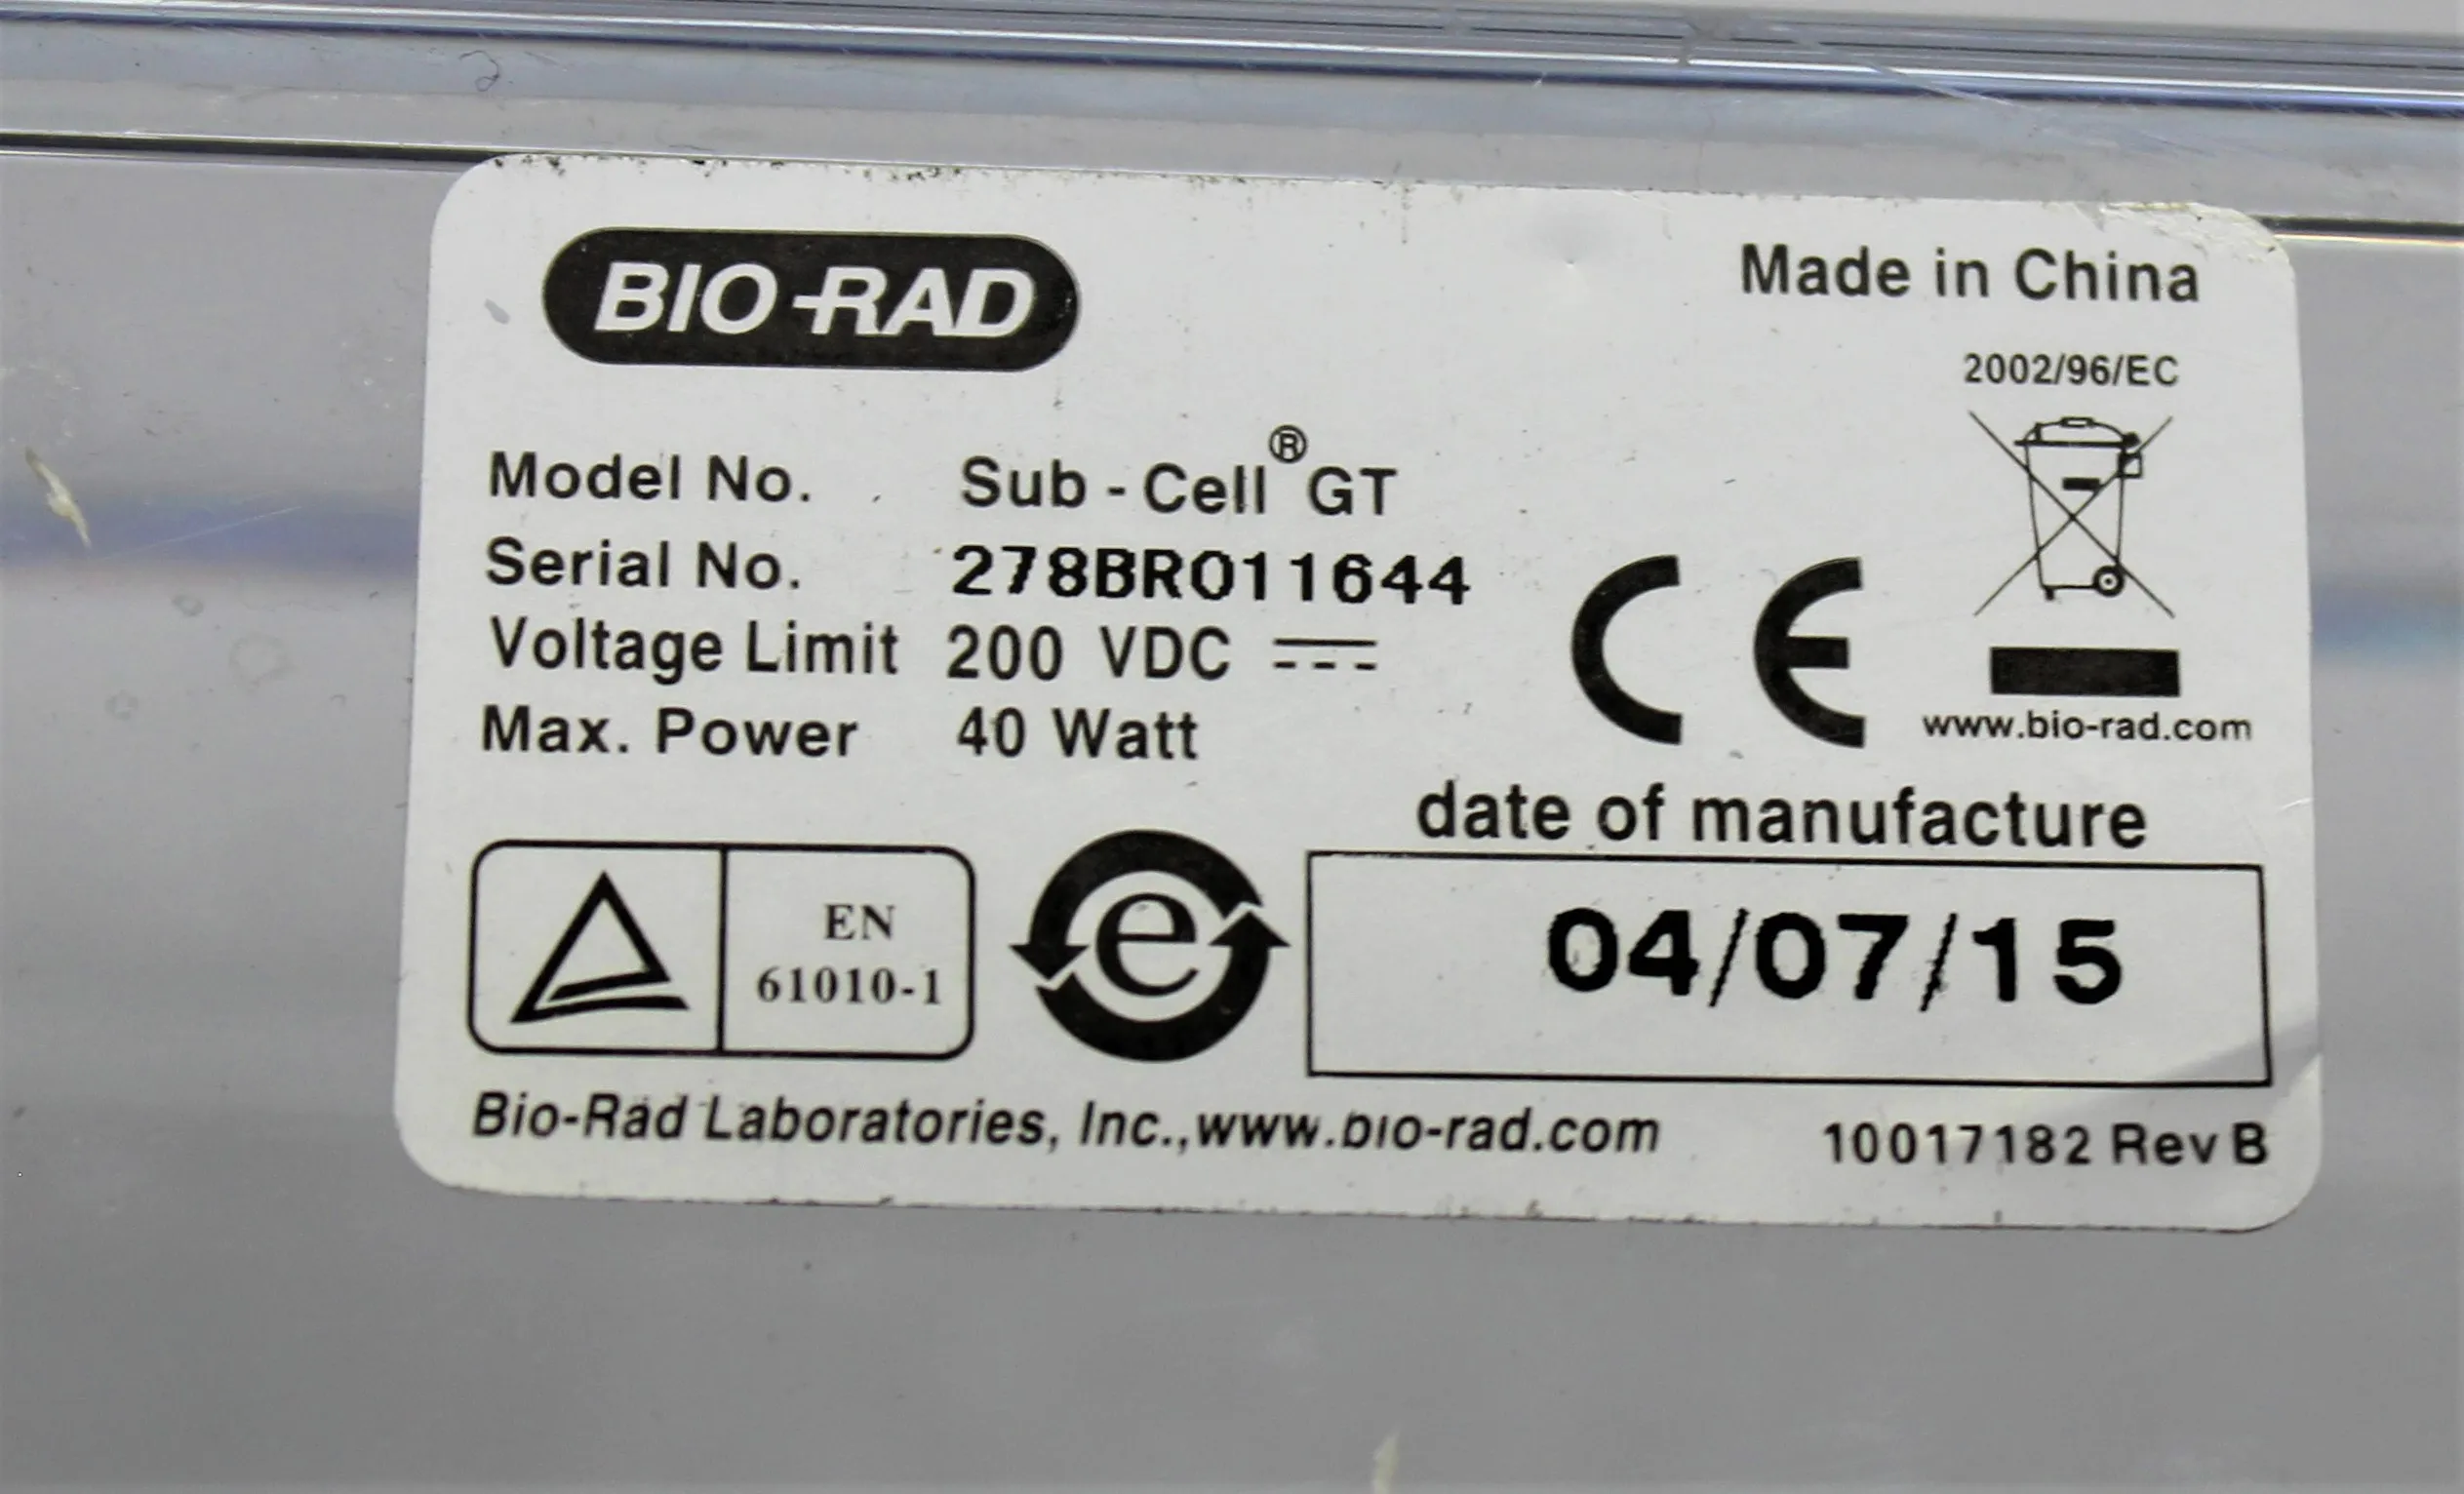 BIO-RAD
Made in China
2002/96/EC
Model No. Sub - Cell® GT
Serial No. 278BR011644
Voltage Limit 200 VDC
Max. Power 40 Watt
CE
www.bio-rad.com
date of manufacture
04/07/15
EN
61010-1
e
Bio-Rad Laboratories, Inc.,www.bio-rad.com
10017182 Rev B